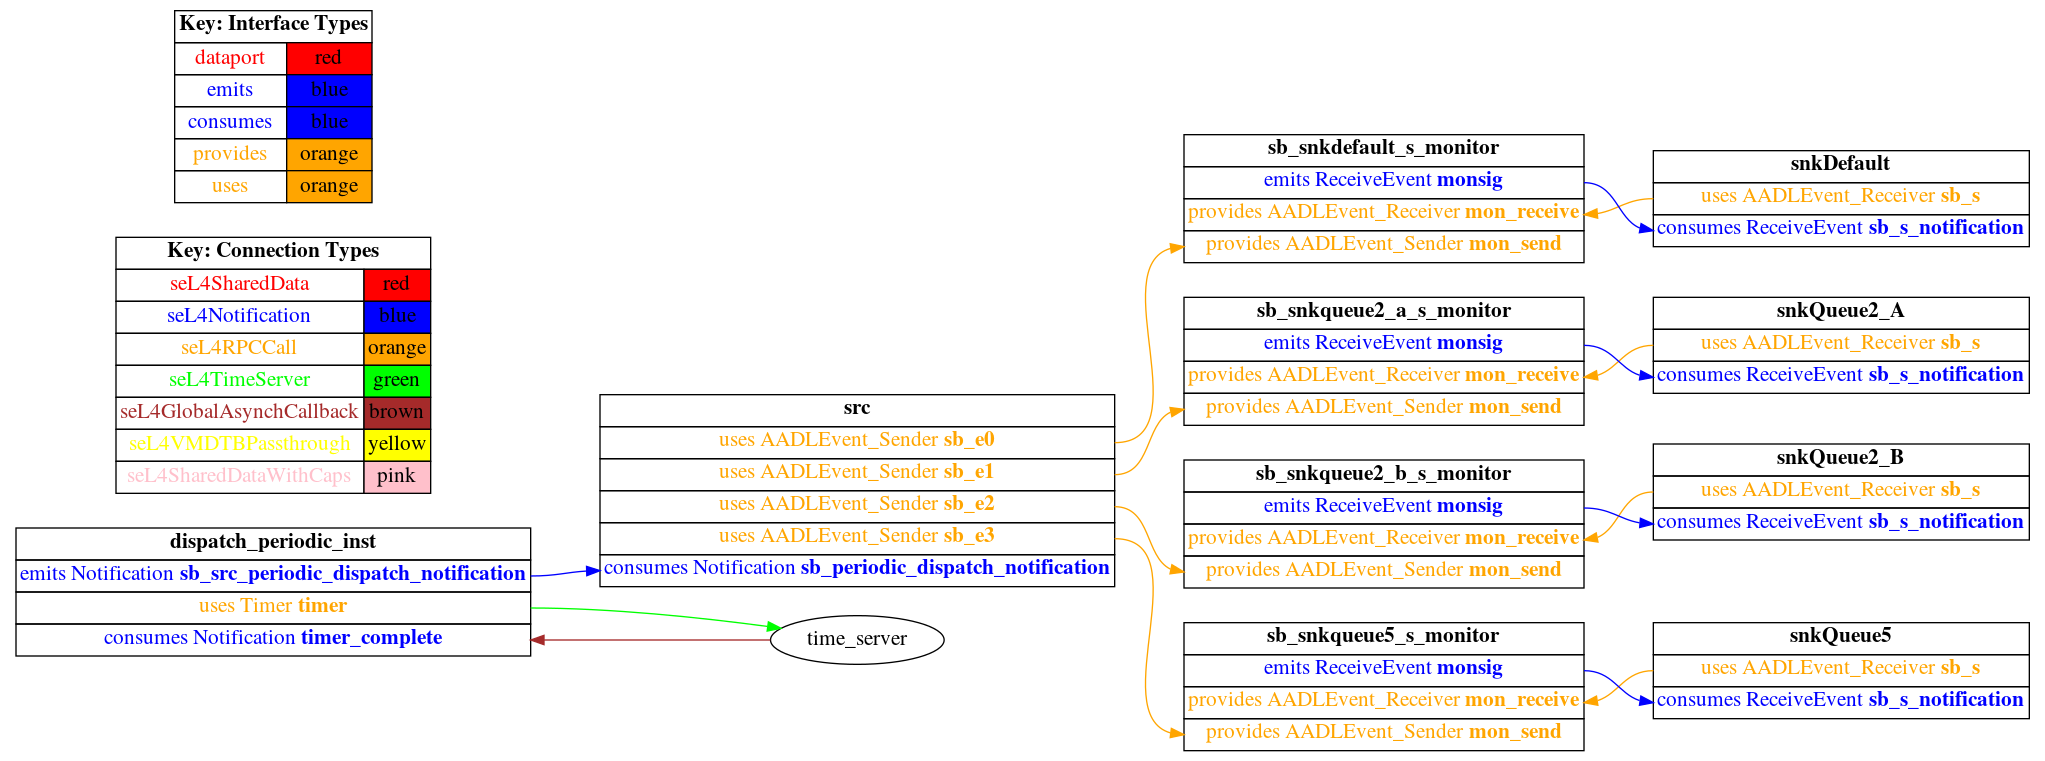 Key: Interface Types
dataport red
emits blue
consumes blue
provides orange
uses orange
Key: Connection Types
seL4SharedData red
seL4Notification blue
seL4RPCCall orange
seL4TimeServer green
seL4GlobalAsynchCallback brown
seL4VMDTBPassthrough yellow
seL4SharedDataWithCaps pink
dispatch_periodic_inst
emits Notification sb_src_periodic_dispatch_notification
uses Timer timer
consumes Notification timer_complete
src
uses AADLEvent_Sender sb_e0
uses AADLEvent_Sender sb_e1
uses AADLEvent_Sender sb_e2
uses AADLEvent_Sender sb_e3
consumes Notification sb_periodic_dispatch_notification
time_server
sb_snkdefault_s_monitor
emits ReceiveEvent monsig
provides AADLEvent_Receiver mon_receive
provides AADLEvent_Sender mon_send
sb_snkqueue2_a_s_monitor
emits ReceiveEvent monsig
provides AADLEvent_Receiver mon_receive
provides AADLEvent_Sender mon_send
sb_snkqueue2_b_s_monitor
emits ReceiveEvent monsig
provides AADLEvent_Receiver mon_receive
provides AADLEvent_Sender mon_send
sb_snkqueue5_s_monitor
emits ReceiveEvent monsig
provides AADLEvent_Receiver mon_receive
provides AADLEvent_Sender mon_send
snkDefault
uses AADLEvent_Receiver sb_s
consumes ReceiveEvent sb_s_notification
snkQueue2_A
uses AADLEvent_Receiver sb_s
consumes ReceiveEvent sb_s_notification
snkQueue2_B
uses AADLEvent_Receiver sb_s
consumes ReceiveEvent sb_s_notification
snkQueue5
uses AADLEvent_Receiver sb_s
consumes ReceiveEvent sb_s_notification